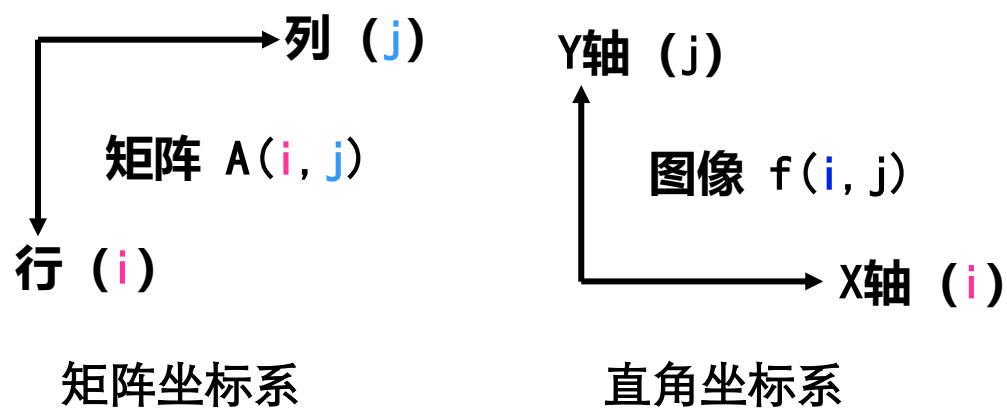 列（j）
矩阵 A(i,j)
行（i）
矩阵坐标系
Y轴（j）
图像 f(i,j)
X轴（i）
直角坐标系